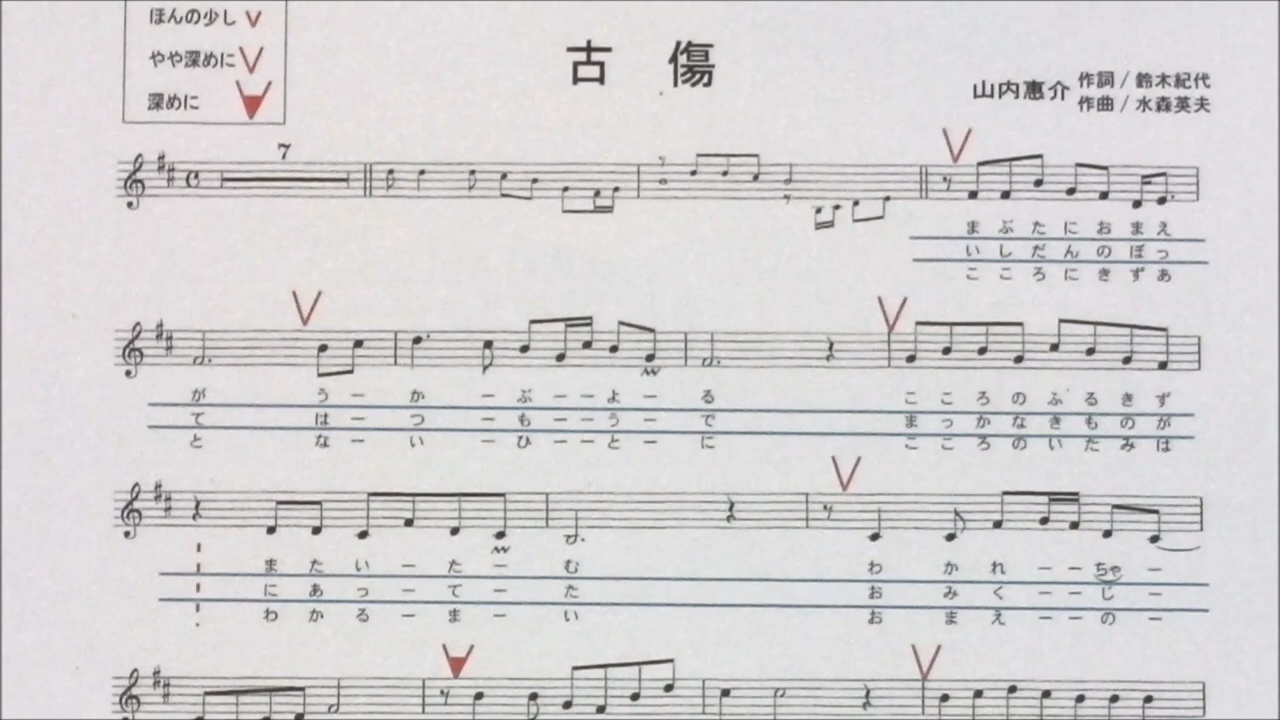 ほんの少し
やや深めに
深めに
古 傷
山内惠介
作詞 / 鈴木紀代
作曲 / 水森英夫
7
まぶたにおまえ
いしだんのぼっ
こころにきずあ
が う ー か ー ぶ ー ー よ ー る こころのふるきず
て は ー つ ー も ー ー う ー で まっかなきものが
と な ー い ー ひ ー ー と ー に こころのいたみは
またい ー た ー む わ かれ ー ー ちゃ ー
にあっ ー て ー た お みく ー ー じ ー
わかる ー ま ー い お まえ ー ー の ー